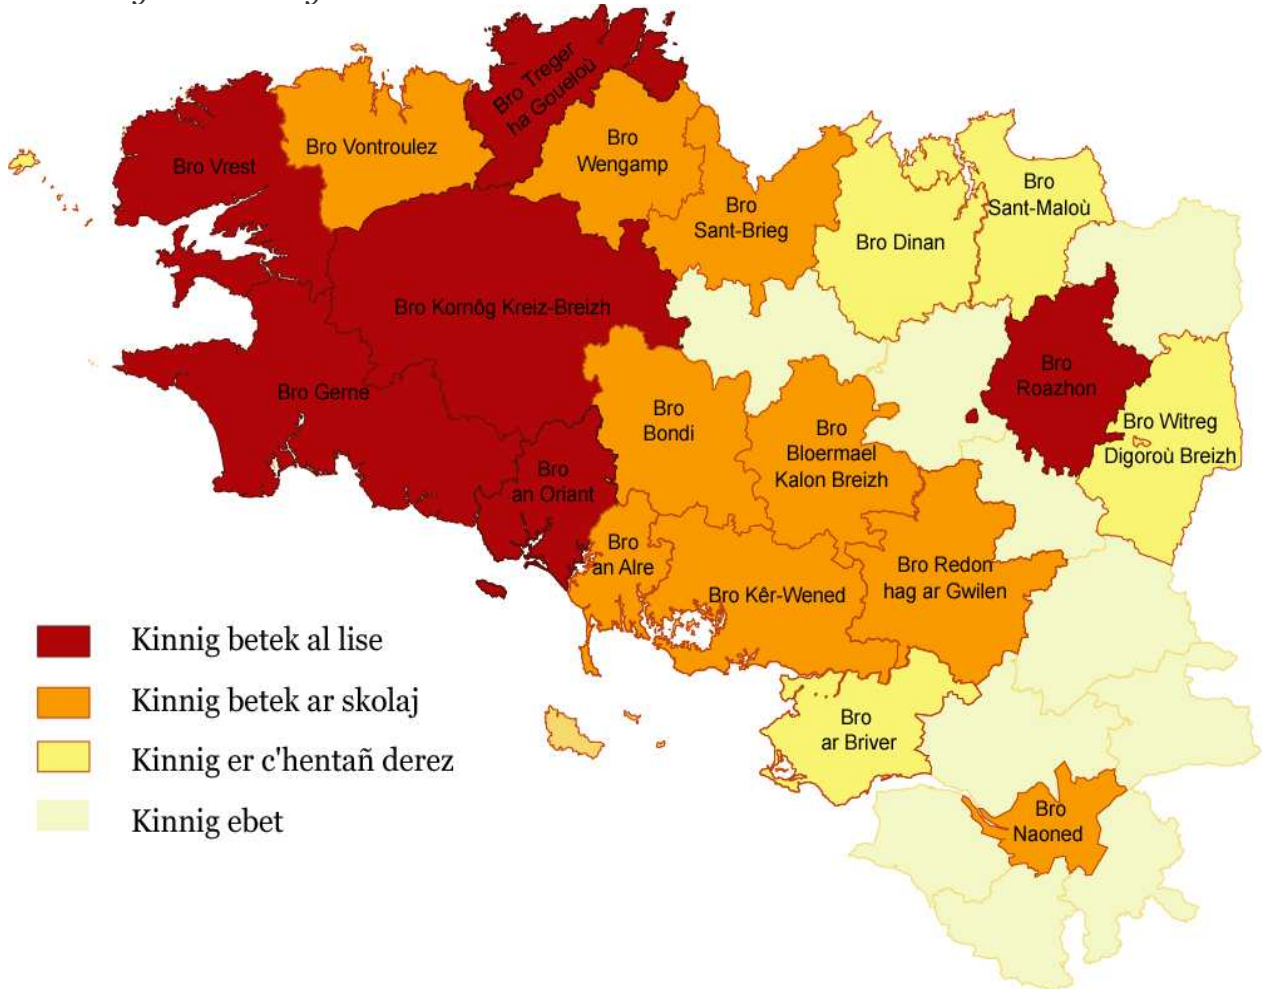 Bro Treger
ha Goueloù
Bro Vrest
Bro Vontroulez
Bro
Wengamp
Bro
Sant-Brieg
Bro Dinan
Bro
Sant-Maloù
Bro Kornôg Kreiz-Breizh
Bro
Roazhon
Bro Gerne
Bro
Bondi
Bro
Bloermael
Kalon Breizh
Bro Witreg
Digoroù Breizh
Bro
an Oriant
Bro
an Alre
Bro Kêr-Wened
Bro Redon
hag ar Gwilen
Bro
ar Briver
Bro
Naoned
Kinnig betek al lise
Kinnig betek ar skolaj
Kinnig er c'hentañ derez
Kinnig ebet